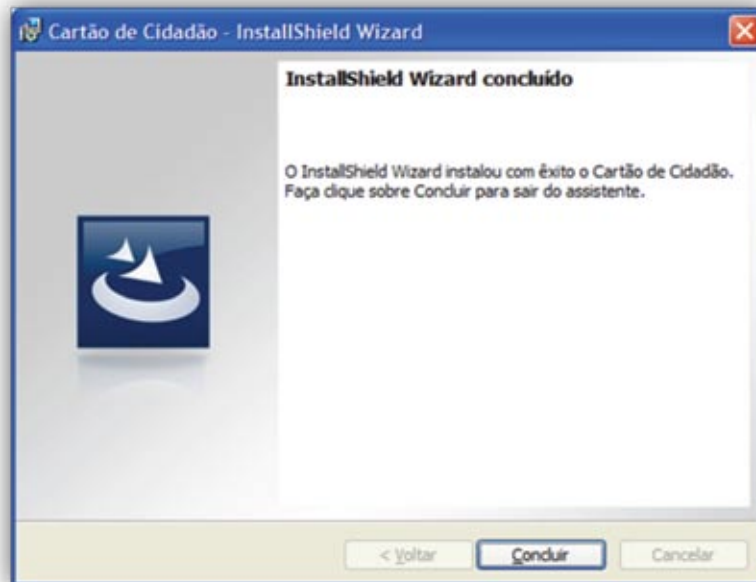 Cartão de Cidadão - InstallShield Wizard
InstallShield Wizard concluído
O InstallShield Wizard instalou com êxito o Cartão de Cidadão.
Faça clique sobre Concluir para sair do assistente.
< Voltar
Concluir
Cancelar